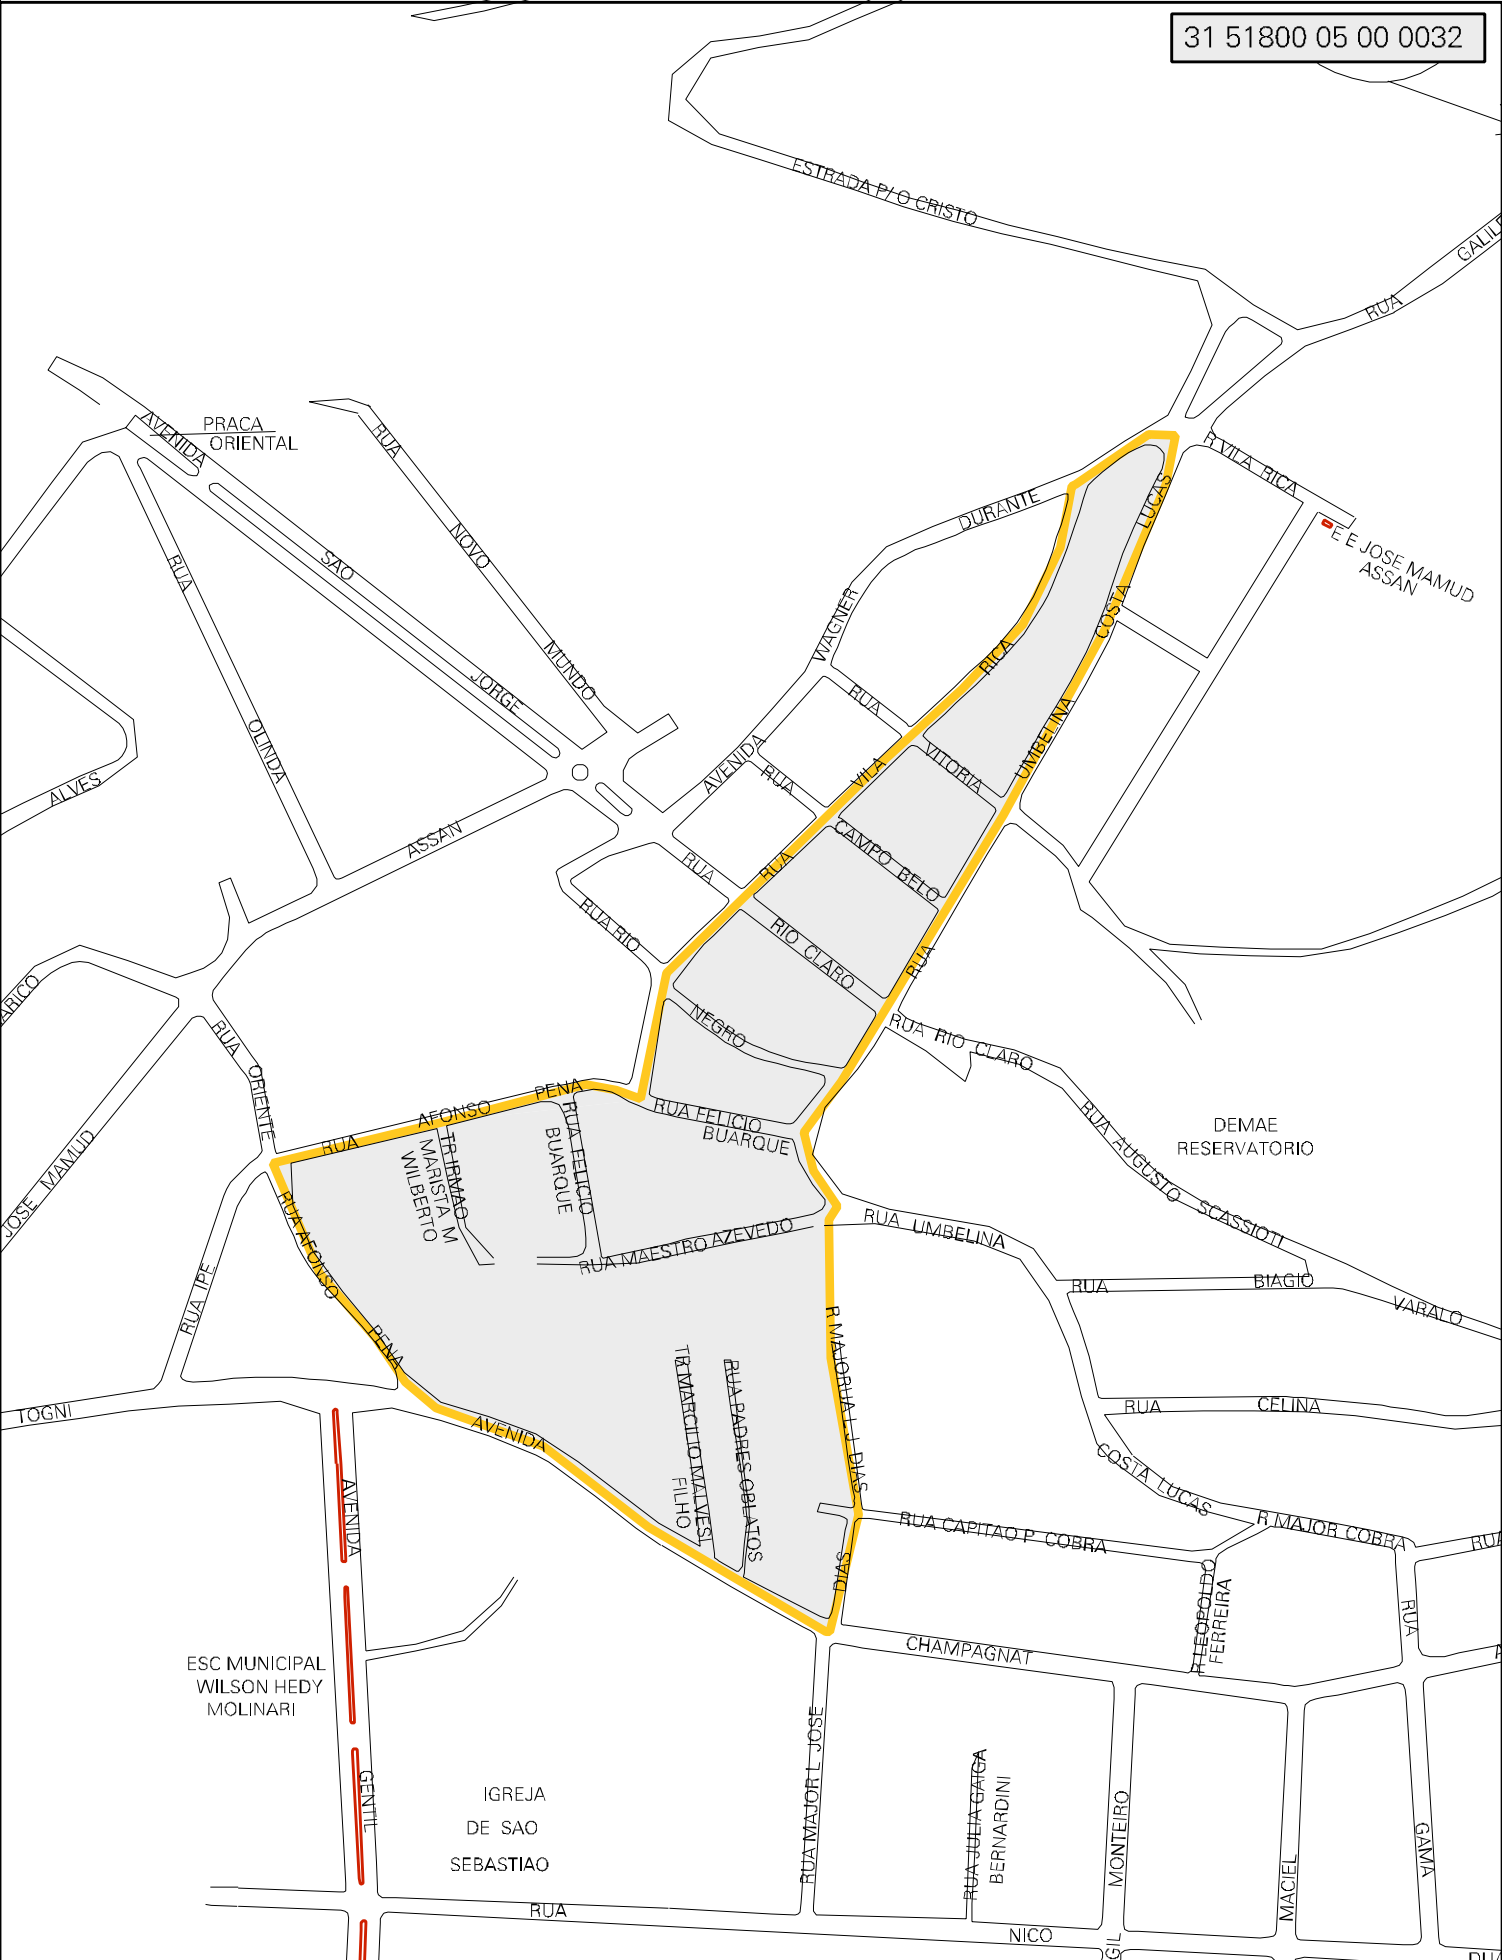 31 51800 05 00 0032
ESTRADA P/ O CRISTO
RUA
PRACA
ORIENTAL
AVENIDA
SAO
JORGE
RUA
NOVO
MUNDO
RUA
OLINDA
ALVES
ASSAN
DURANTE
WAGNER
AVENIDA
R VILA RICA
E E JOSE MAMUD
ASSAN
LUCAS
COSTA
UMBELINA
RUA
RICA
VILA
RUA
RUA
VITORIA
RUA
CAMPO BELO
RUA
RIO CLARO
RUA RIO
NEGRO
RUA RIO CLARO
RUA AUGUSTO SCASSIOTI
DEMAE
RESERVATORIO
ARICO
RUA
ORIENTE
JOSE MAMUD
RUA
AFONSO
PENA
RUA FELICIO
BUARQUE
TR IRMAO
MARISTA M
WILBERTO
RUA FELICIO
BUARQUE
RUA MAESTRO AZEVEDO
RUA UMBELINA
RUA
BIAGIO
VARALO
RUA AFONSO
PENA
RUA IPE
TOGNI
AVENIDA
R MAJOR
RUA L J DIAS
DIAS
TR MARCILIO MALVESI
FILHO
RUA PADRES OBLATOS
RUA
CELINA
COSTA LUCAS
R MAJOR COBRA
RUA CAPITAO P COBRA
R LEOPOLDO
FERREIRA
RUA
CHAMPAGNAT
AVENIDA
GENTIL
ESC MUNICIPAL
WILSON HEDY
MOLINARI
IGREJA
DE SAO
SEBASTIAO
RUA MAJOR L JOSE
RUA JULIA GAIGA
BERNARDINI
MONTEIRO
GIL
MACIEL
GAMA
RUA
NICO